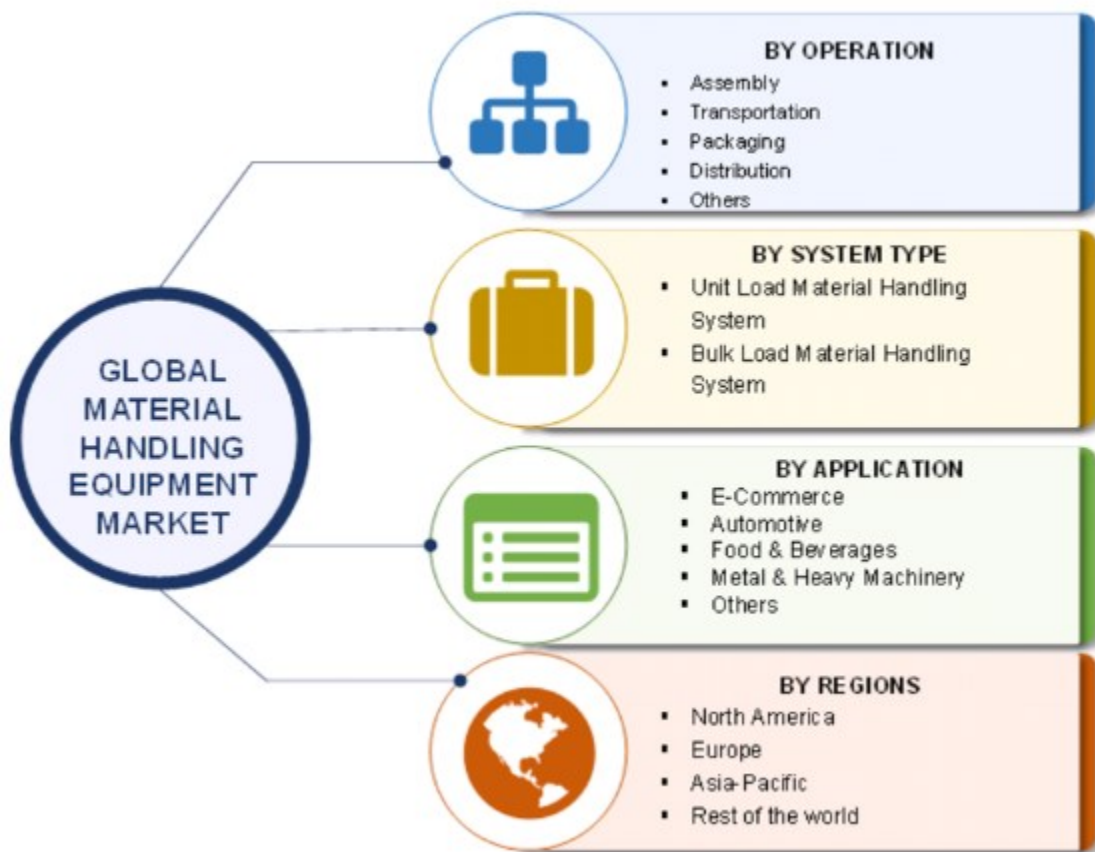 GLOBAL
MATERIAL
HANDLING
EQUIPMENT
MARKET
BY OPERATION
▪ Assembly
▪ Transportation
▪ Packaging
▪ Distribution
▪ Others
BY SYSTEM TYPE
▪ Unit Load Material Handling
System
▪ Bulk Load Material Handling
System
BY APPLICATION
▪ E-Commerce
▪ Automotive
▪ Food & Beverages
▪ Metal & Heavy Machinery
▪ Others
BY REGIONS
▪ North America
▪ Europe
▪ Asia-Pacific
▪ Rest of the world